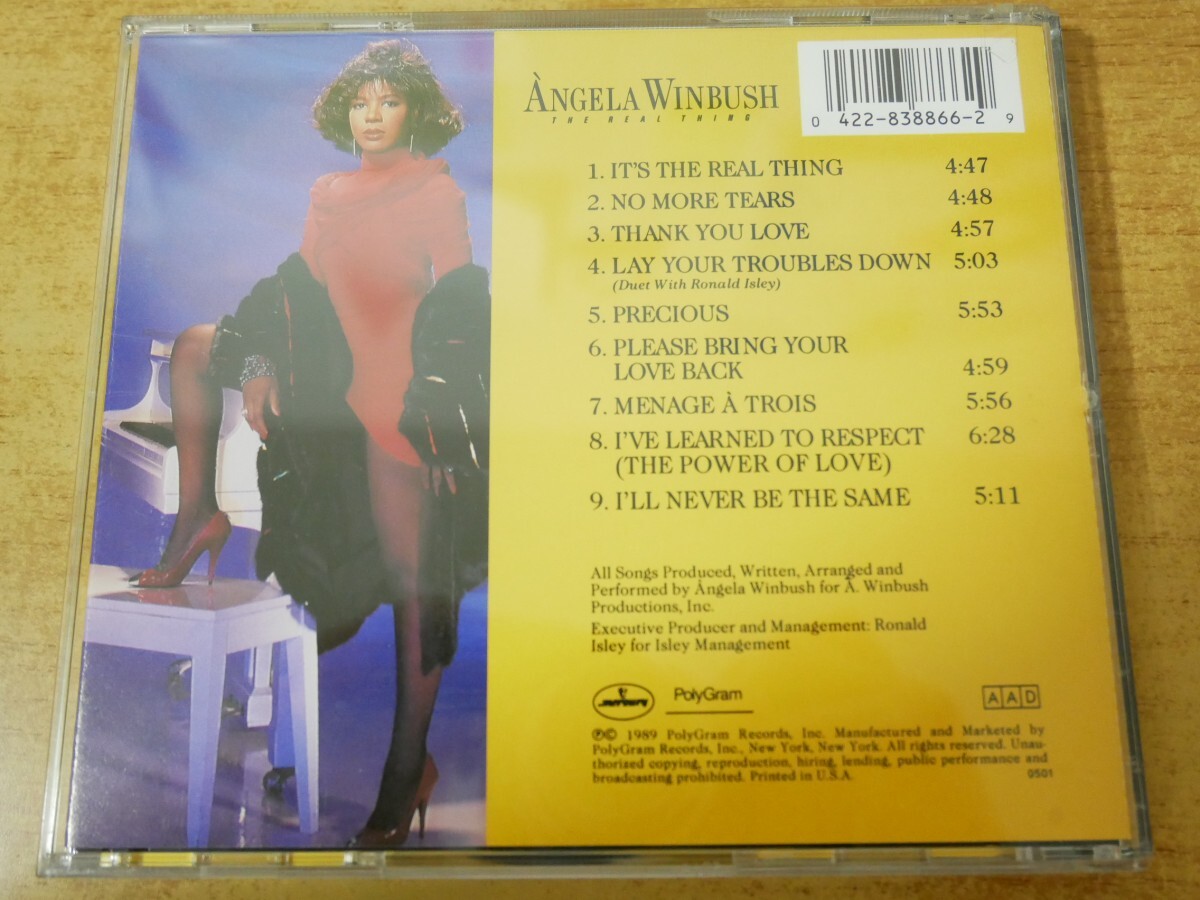 ÀNGELA WINBUSH
THE REAL THING
0 422-838866-2 9
1. IT'S THE REAL THING 4:47
2. NO MORE TEARS 4:48
3. THANK YOU LOVE 4:57
4. LAY YOUR TROUBLES DOWN 5:03
(Duet With Ronald Isley)
5. PRECIOUS 5:53
6. PLEASE BRING YOUR
LOVE BACK 4:59
7. MENAGE À TROIS 5:56
8. I'VE LEARNED TO RESPECT 6:28
(THE POWER OF LOVE)
9. I'LL NEVER BE THE SAME 5:11
All Songs Produced, Written, Arranged and
Performed by Àngela Winbush for À. Winbush
Productions, Inc.
Executive Producer and Management: Ronald
Isley for Isley Management
mercury PolyGram AAD
℗© 1989 PolyGram Records, Inc. Manufactured and Marketed by
PolyGram Records, Inc., New York, New York. All rights reserved. Unau-
thorized copying, reproduction, hiring, lending, public performance and
broadcasting prohibited. Printed in U.S.A. 0501